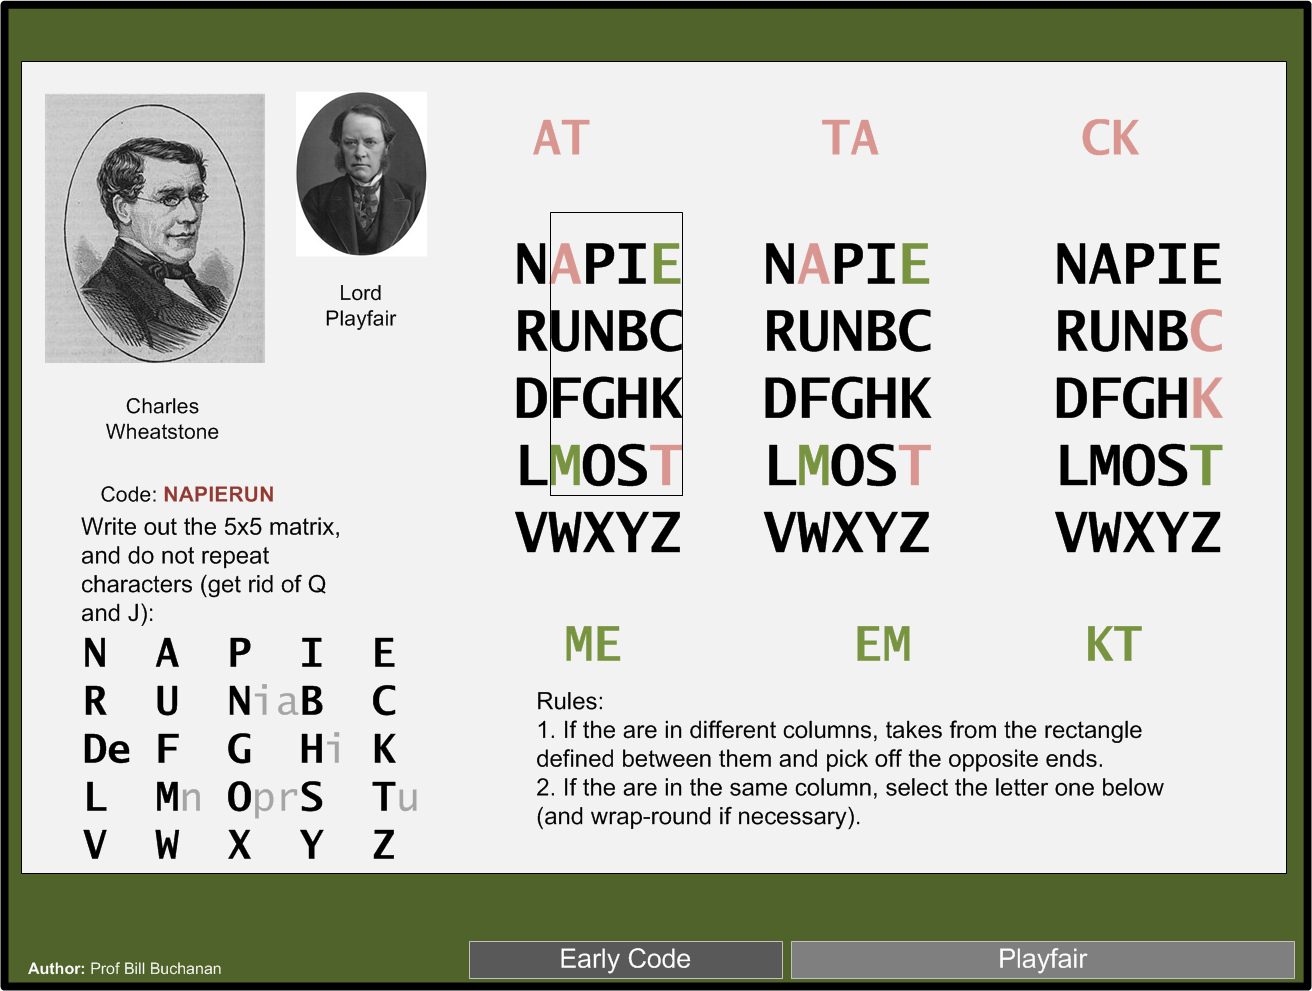 Charles
Wheatstone
Lord
Playfair
Code: NAPIERUN
Write out the 5x5 matrix,
and do not repeat
characters (get rid of Q
and J):
N A P I E
R U NiaB C
De F G Hi K
L Mn OprS Tu
V W X Y Z
AT
NAPIE
RUNBC
DFGHK
LMOST
VWXYZ
ME
TA
NAPIE
RUNBC
DFGHK
LMOST
VWXYZ
EM
CK
NAPIE
RUNBC
DFGHK
LMOST
VWXYZ
KT
Rules:
1. If the are in different columns, takes from the rectangle
defined between them and pick off the opposite ends.
2. If the are in the same column, select the letter one below
(and wrap-round if necessary).
Author: Prof Bill Buchanan
Early Code
Playfair